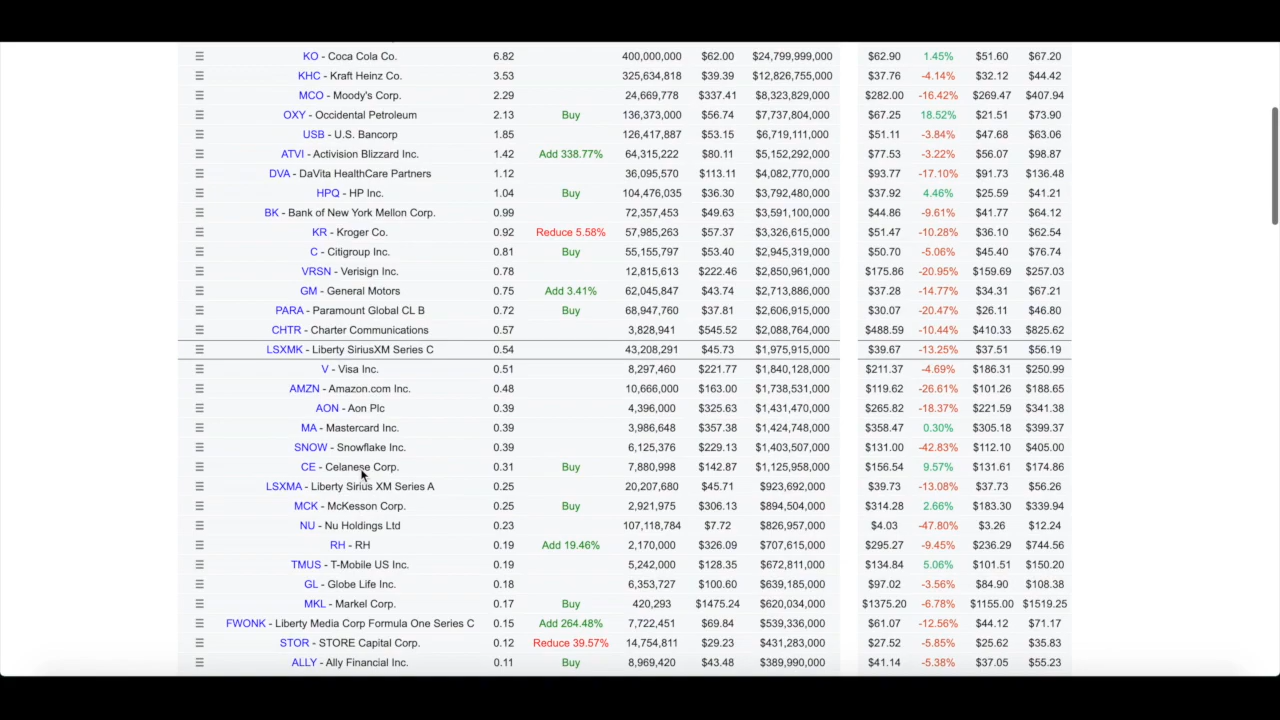 ≡ KO - Coca Cola Co. 6.82 400,000,000 $62.00 $24,799,999,000 $62.90 1.45% $51.60 $67.20
≡ KHC - Kraft Heinz Co. 3.53 325,634,818 $39.39 $12,826,755,000 $37.76 -4.14% $32.12 $44.42
≡ MCO - Moody's Corp. 2.29 24,669,778 $337.41 $8,323,829,000 $282.00 -16.42% $269.47 $407.94
≡ OXY - Occidental Petroleum 2.13 Buy 136,373,000 $56.74 $7,737,804,000 $67.25 18.52% $21.51 $73.90
≡ USB - U.S. Bancorp 1.85 126,417,887 $53.15 $6,719,111,000 $51.11 -3.84% $47.68 $63.06
≡ ATVI - Activision Blizzard Inc. 1.42 Add 338.77% 64,315,222 $80.11 $5,152,292,000 $77.53 -3.22% $56.07 $98.87
≡ DVA - DaVita HealthCare Partners 1.12 36,095,570 $113.11 $4,082,770,000 $93.77 -17.10% $91.73 $136.48
≡ HPQ - HP Inc. 1.04 Buy 104,476,035 $36.30 $3,792,480,000 $37.92 4.46% $25.59 $41.21
≡ BK - Bank of New York Mellon Corp. 0.99 72,357,453 $49.63 $3,591,100,000 $44.86 -9.61% $41.77 $64.12
≡ KR - Kroger Co. 0.92 Reduce 5.58% 57,985,263 $57.37 $3,326,615,000 $51.47 -10.28% $36.10 $62.54
≡ C - Citigroup Inc. 0.81 Buy 55,155,797 $53.40 $2,945,319,000 $50.70 -5.06% $45.40 $76.74
≡ VRSN - Verisign Inc. 0.78 12,815,613 $222.46 $2,850,961,000 $175.86 -20.95% $159.69 $257.03
≡ GM - General Motors 0.75 Add 3.41% 62,045,847 $43.74 $2,713,886,000 $37.28 -14.77% $34.31 $67.21
≡ PARA - Paramount Global CL B 0.72 Buy 68,947,760 $37.81 $2,606,915,000 $30.07 -20.47% $26.11 $46.80
≡ CHTR - Charter Communications 0.57 3,828,941 $545.52 $2,088,764,000 $488.59 -10.44% $410.33 $825.62
≡ LSXMK - Liberty SiriusXM Series C 0.54 43,208,291 $45.73 $1,975,915,000 $39.67 -13.25% $37.51 $56.19
≡ V - Visa Inc. 0.51 8,297,460 $221.77 $1,840,128,000 $211.37 -4.69% $186.31 $250.99
≡ AMZN - Amazon.com Inc. 0.48 10,666,000 $163.00 $1,738,531,000 $119.62 -26.61% $101.26 $188.65
≡ AON - Aon Plc 0.39 4,396,000 $325.63 $1,431,470,000 $265.82 -18.37% $221.59 $341.38
≡ MA - Mastercard Inc. 0.39 3,986,648 $357.38 $1,424,748,000 $358.47 0.30% $305.18 $399.37
≡ SNOW - Snowflake Inc. 0.39 6,125,376 $229.13 $1,403,507,000 $131.00 -42.83% $112.10 $405.00
≡ CE - Celanese Corp. 0.31 Buy 7,880,998 $142.87 $1,125,958,000 $156.54 9.57% $131.61 $174.86
≡ LSXMA - Liberty Sirius XM Series A 0.25 20,207,680 $45.71 $923,692,000 $39.73 -13.08% $37.73 $56.26
≡ MCK - McKesson Corp. 0.25 Buy 2,921,975 $306.13 $894,504,000 $314.28 2.66% $183.30 $339.94
≡ NU - Nu Holdings Ltd 0.23 107,118,784 $7.72 $826,957,000 $4.03 -47.80% $3.26 $12.24
≡ RH - RH 0.19 Add 19.46% 2,170,000 $326.09 $707,615,000 $295.27 -9.45% $236.29 $744.56
≡ TMUS - T-Mobile US Inc. 0.19 5,242,000 $128.35 $672,811,000 $134.84 5.06% $101.51 $150.20
≡ GL - Globe Life Inc. 0.18 6,353,727 $100.60 $639,185,000 $97.02 -3.56% $84.90 $108.38
≡ MKL - Markel Corp. 0.17 Buy 420,293 $1475.24 $620,034,000 $1375.20 -6.78% $1155.00 $1519.25
≡ FWONK - Liberty Media Corp Formula One Series C 0.15 Add 264.48% 7,722,451 $69.84 $539,336,000 $61.07 -12.56% $44.12 $71.17
≡ STOR - STORE Capital Corp. 0.12 Reduce 39.57% 14,754,811 $29.23 $431,283,000 $27.52 -5.85% $25.62 $35.83
≡ ALLY - Ally Financial Inc. 0.11 Buy 8,969,420 $43.48 $389,990,000 $41.14 -5.38% $37.05 $55.23